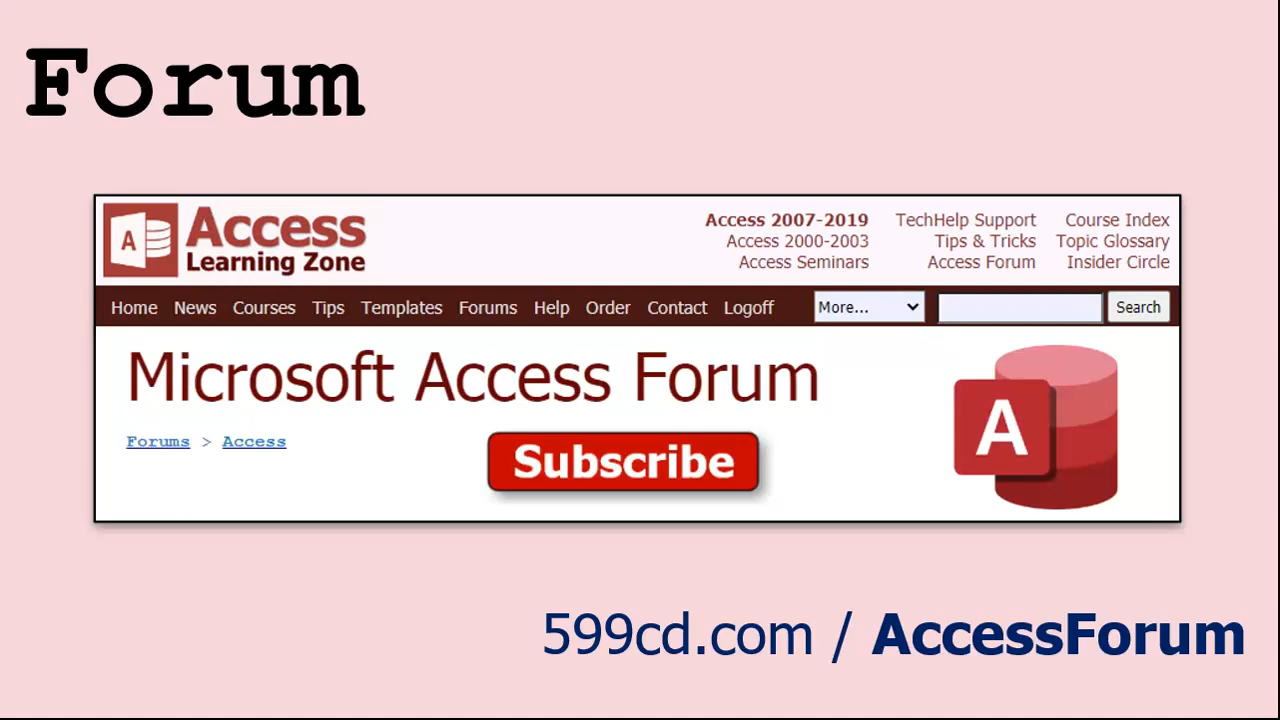 Forum
A
Access
Learning Zone
Access 2007-2019 TechHelp Support Course Index
Access 2000-2003 Tips & Tricks Topic Glossary
Access Seminars Access Forum Insider Circle
Home News Courses Tips Templates Forums Help Order Contact Logoff More... Search
Microsoft Access Forum
A
Forums > Access
Subscribe
599cd.com / AccessForum